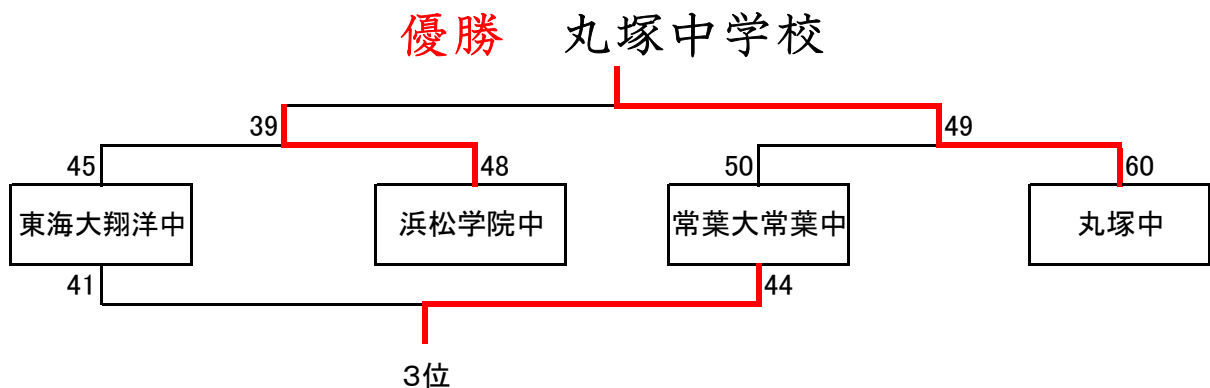 優勝　丸塚中学校
39 49
45 48 50 60
東海大翔洋中 浜松学院中 常葉大常葉中 丸塚中
41 44
３位